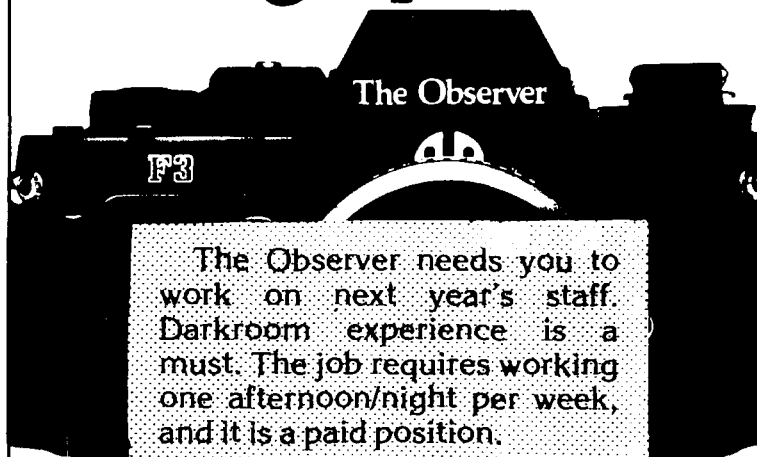 The Observer
F3
The Observer needs you to
work on next year's staff.
Darkroom experience is a
must. The job requires working
one afternoon/night per week,
and it is a paid position.